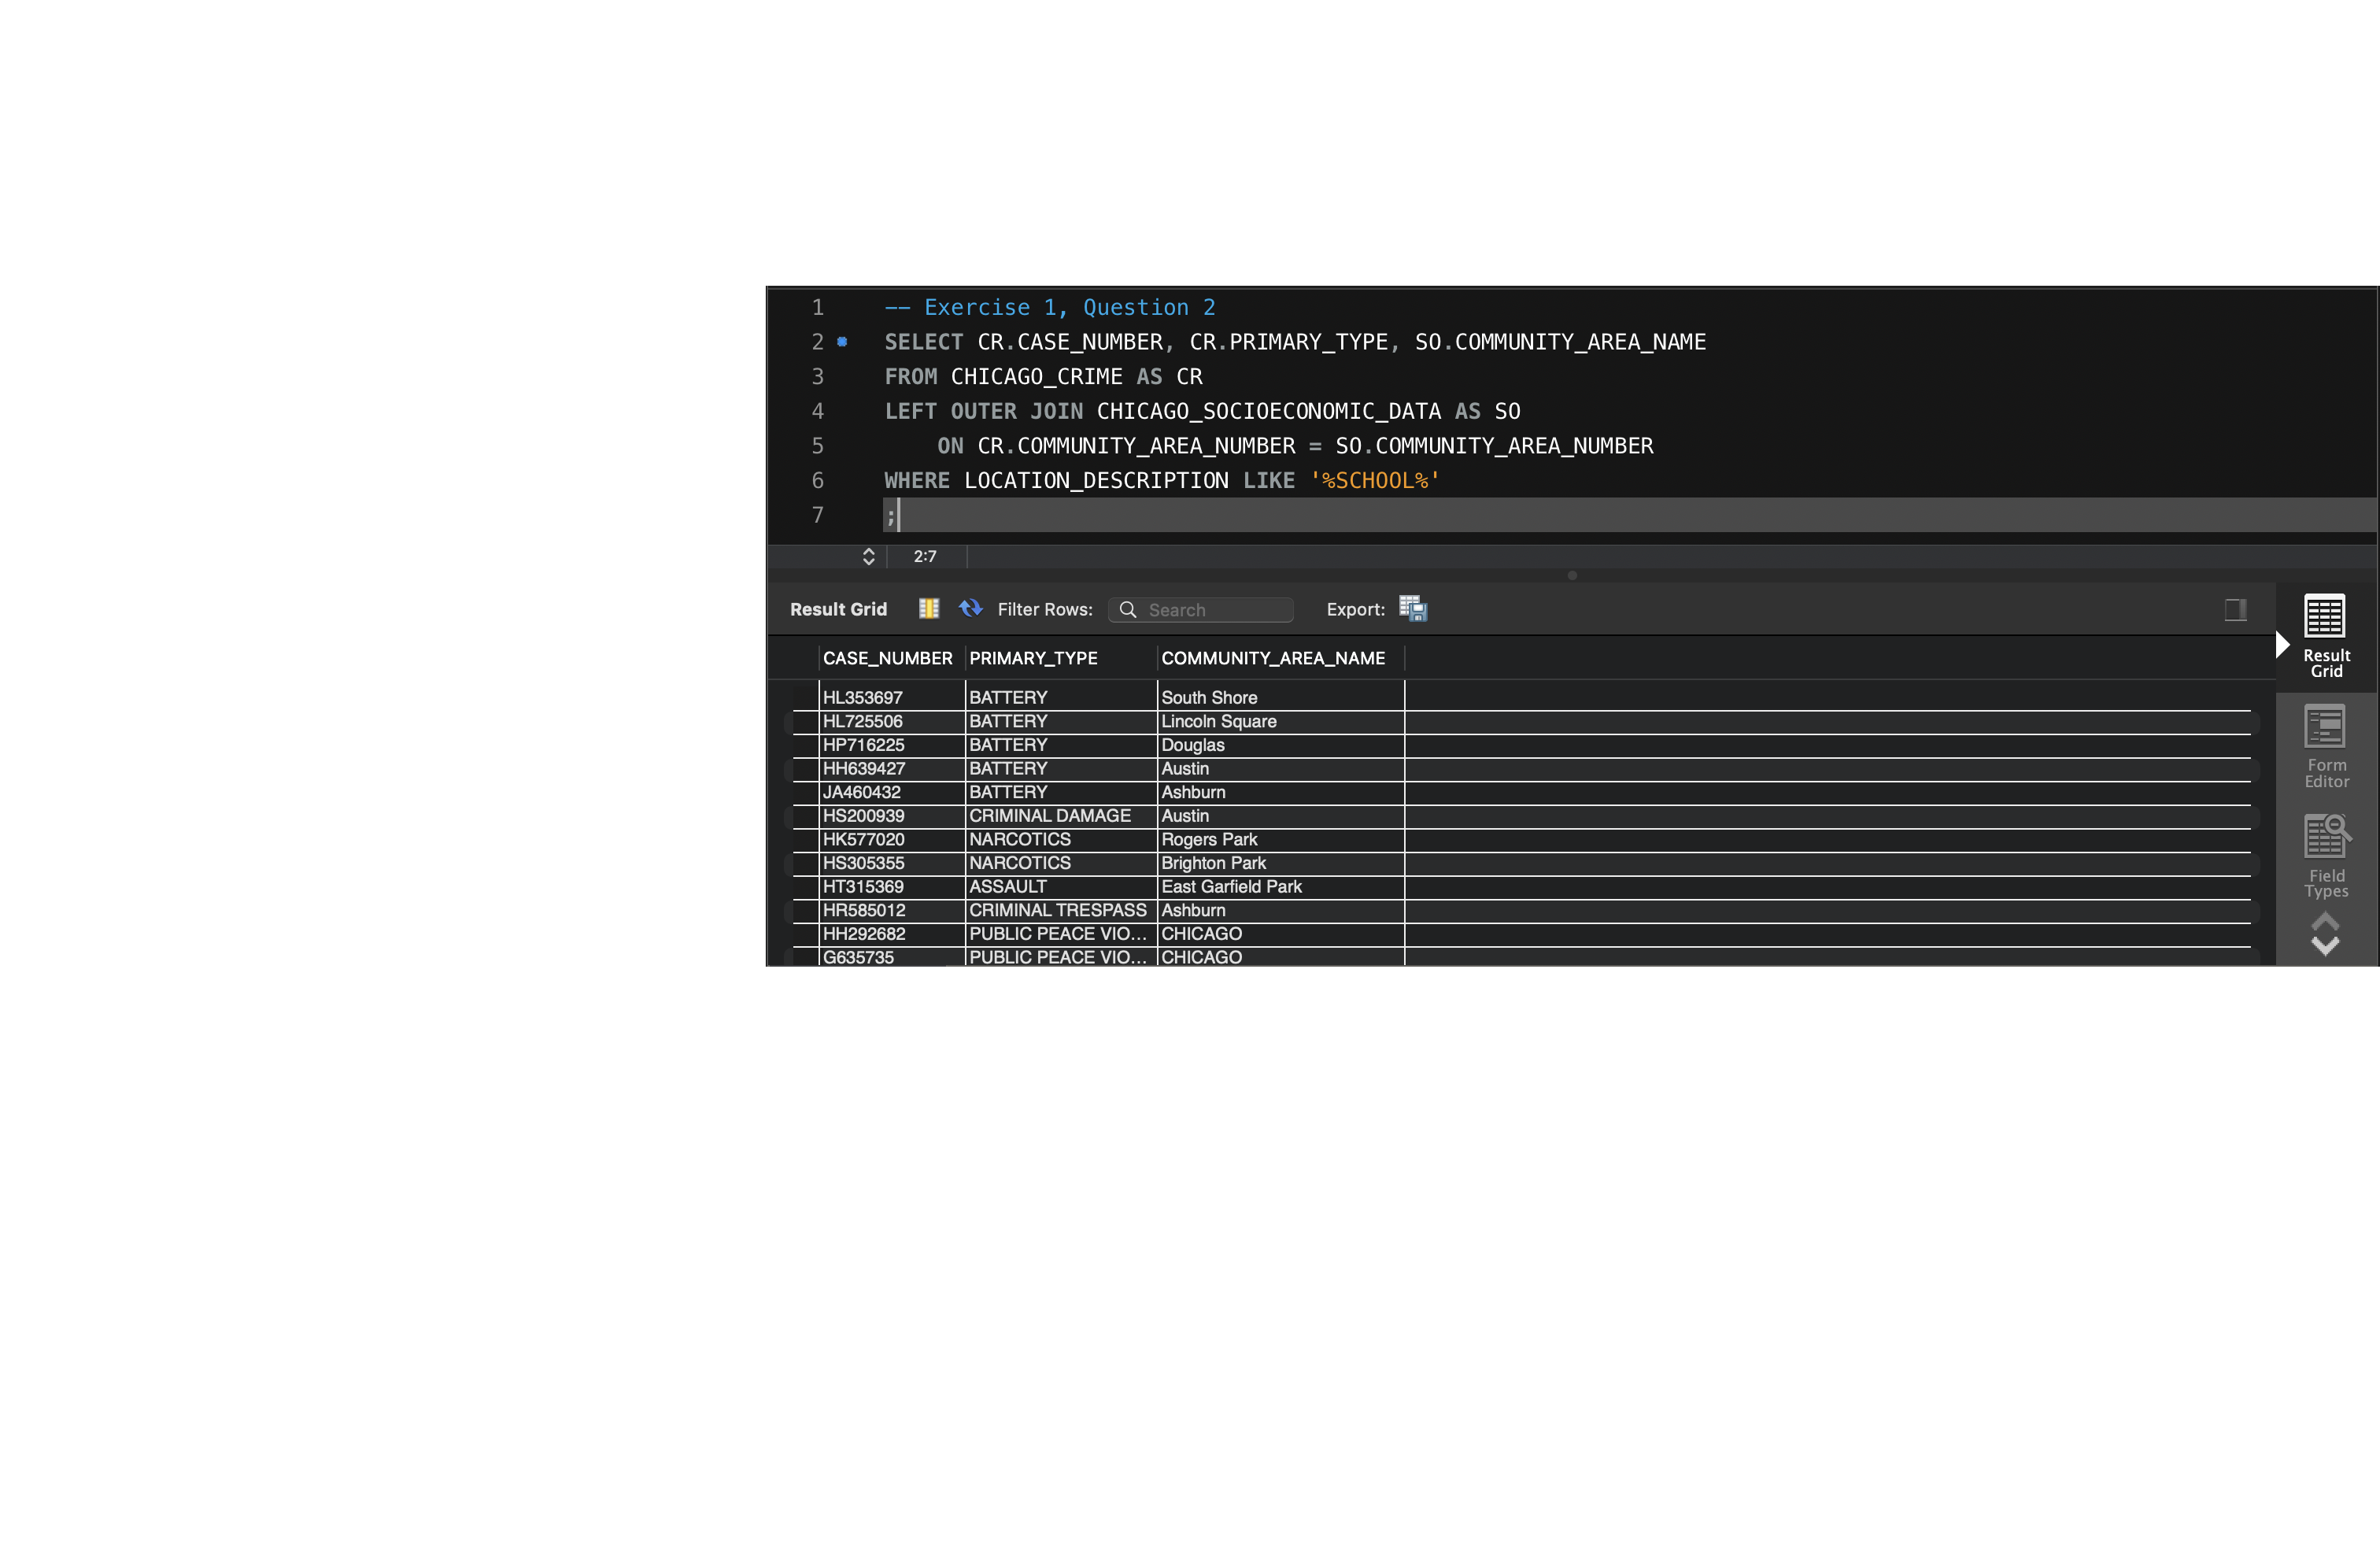 1 -- Exercise 1, Question 2
2 SELECT CR.CASE_NUMBER, CR.PRIMARY_TYPE, SO.COMMUNITY_AREA_NAME
3 FROM CHICAGO_CRIME AS CR
4 LEFT OUTER JOIN CHICAGO_SOCIOECONOMIC_DATA AS SO
5 ON CR.COMMUNITY_AREA_NUMBER = SO.COMMUNITY_AREA_NUMBER
6 WHERE LOCATION_DESCRIPTION LIKE '%SCHOOL%'
7 ;
2:7
Result Grid Filter Rows: Search Export:
CASE_NUMBER PRIMARY_TYPE COMMUNITY_AREA_NAME
HL353697 BATTERY South Shore
HL725506 BATTERY Lincoln Square
HP716225 BATTERY Douglas
HH639427 BATTERY Austin
JA460432 BATTERY Ashburn
HS200939 CRIMINAL DAMAGE Austin
HK577020 NARCOTICS Rogers Park
HS305355 NARCOTICS Brighton Park
HT315369 ASSAULT East Garfield Park
HR585012 CRIMINAL TRESPASS Ashburn
HH292682 PUBLIC PEACE VIO... CHICAGO
G635735 PUBLIC PEACE VIO... CHICAGO
Result
Grid
Form
Editor
Field
Types